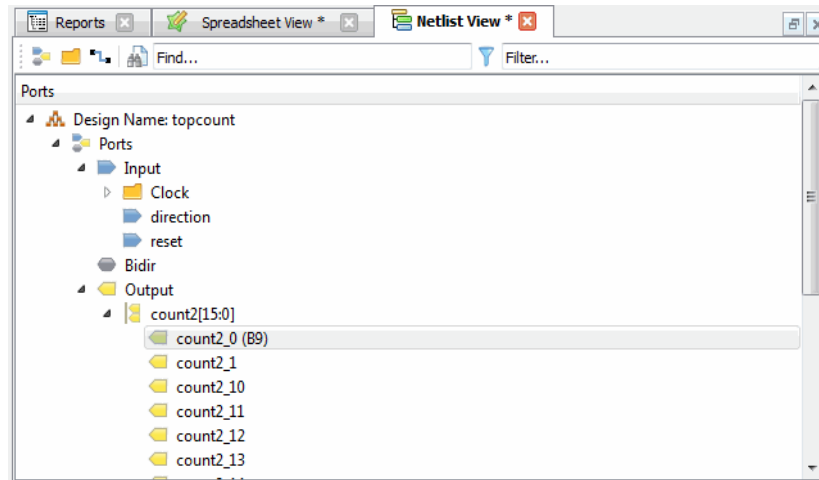 Reports
Spreadsheet View *
Netlist View *
Find...
Filter...
Ports
Design Name: topcount
Ports
Input
Clock
direction
reset
Bidir
Output
count2[15:0]
count2_0 (B9)
count2_1
count2_10
count2_11
count2_12
count2_13